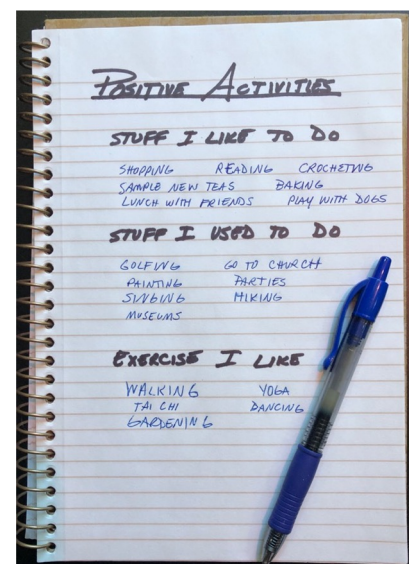 POSITIVE ACTIVITIES
STUFF I LIKE TO DO
SHOPPING READING CROCHETING
SAMPLE NEW TEAS BAKING
LUNCH WITH FRIENDS PLAY WITH DOGS
STUFF I USED TO DO
GOLFING GO TO CHURCH
PAINTING PARTIES
SINGING HIKING
MUSEUMS
EXERCISE I LIKE
WALKING YOGA
TAI CHI DANCING
GARDENING